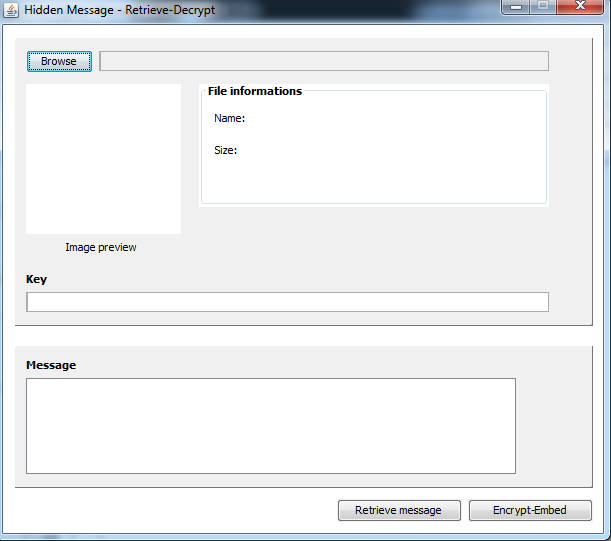 Hidden Message - Retrieve-Decrypt
Browse
File informations
Name:
Size:
Image preview
Key
Message
Retrieve message
Encrypt-Embed